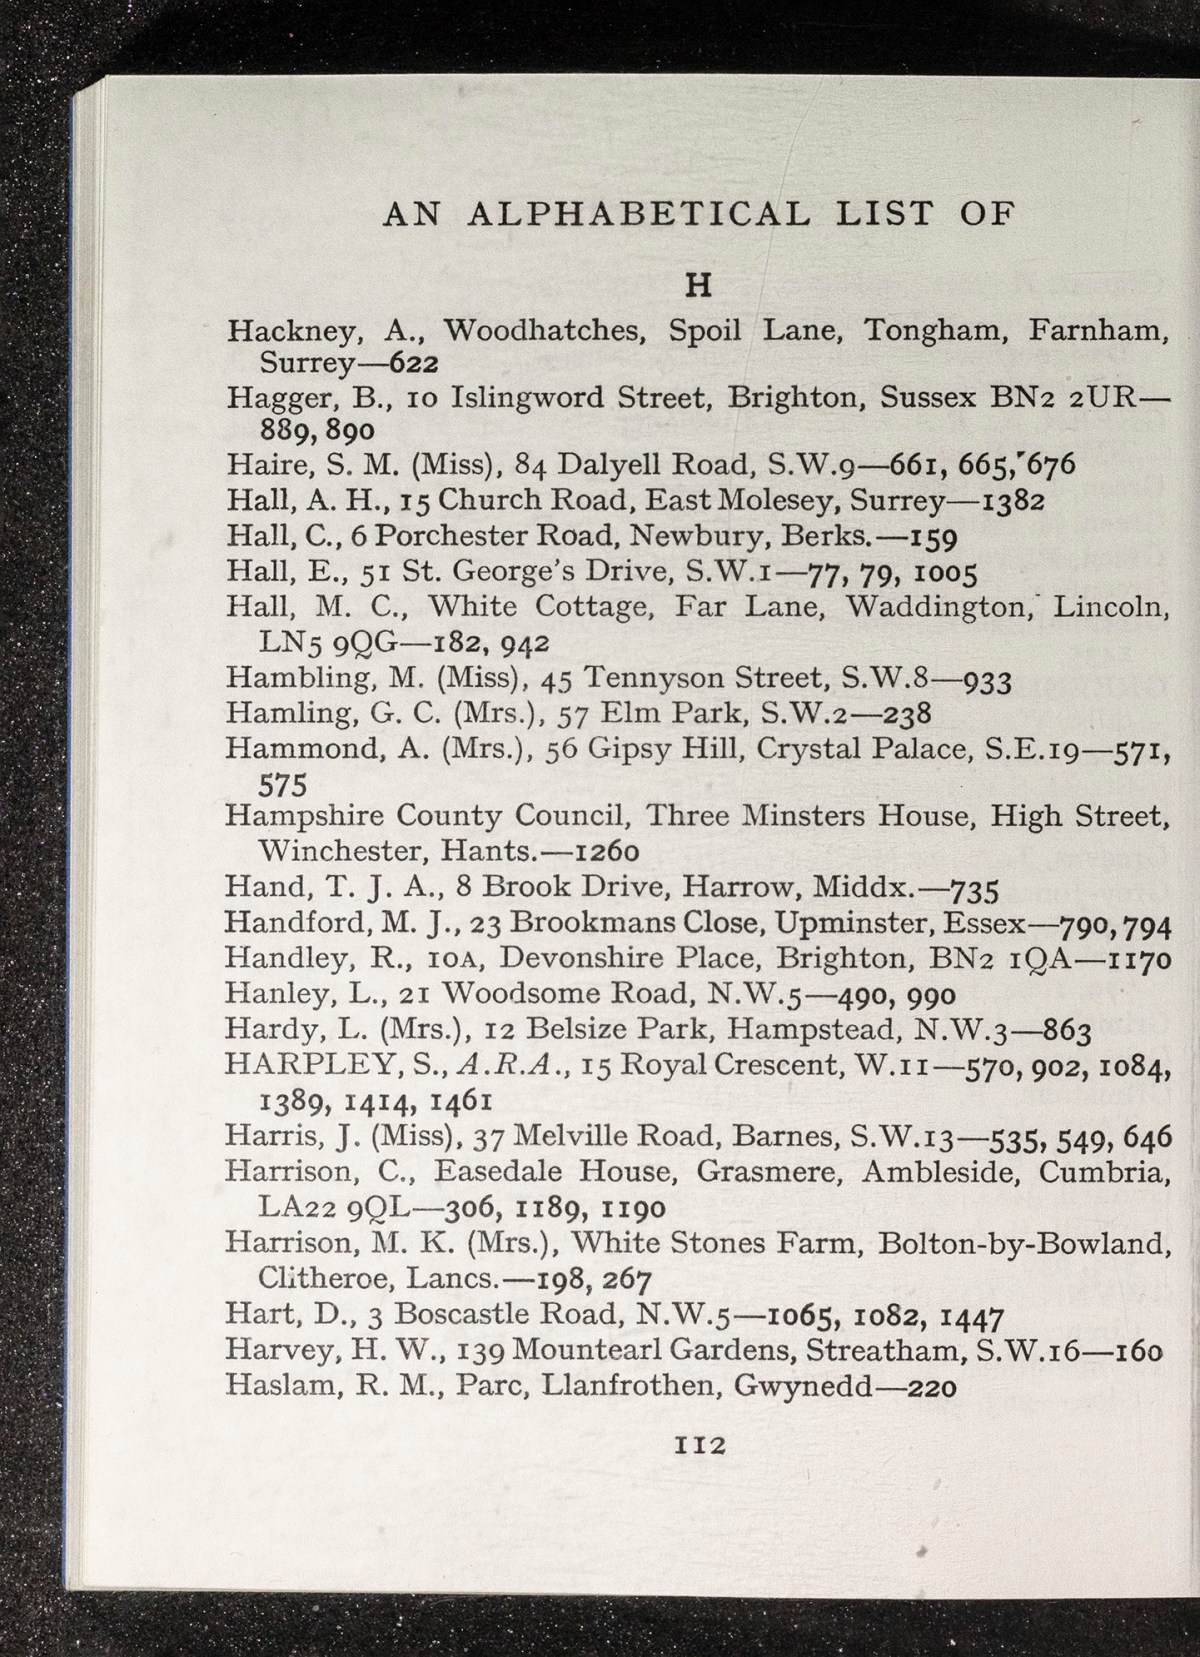 AN ALPHABETICAL LIST OF
H
Hackney, A., Woodhatches, Spoil Lane, Tongham, Farnham,
Surrey—622
Hagger, B., 10 Islingword Street, Brighton, Sussex BN2 2UR—
889, 890
Haire, S. M. (Miss), 84 Dalyell Road, S.W.9—661, 665, 676
Hall, A. H., 15 Church Road, East Molesey, Surrey—1382
Hall, C., 6 Porchester Road, Newbury, Berks.—159
Hall, E., 51 St. George's Drive, S.W.1—77, 79, 1005
Hall, M. C., White Cottage, Far Lane, Waddington, Lincoln,
LN5 9QG—182, 942
Hambling, M. (Miss), 45 Tennyson Street, S.W.8—933
Hamling, G. C. (Mrs.), 57 Elm Park, S.W.2—238
Hammond, A. (Mrs.), 56 Gipsy Hill, Crystal Palace, S.E.19—571,
575
Hampshire County Council, Three Minsters House, High Street,
Winchester, Hants.—1260
Hand, T. J. A., 8 Brook Drive, Harrow, Middx.—735
Handford, M. J., 23 Brookmans Close, Upminster, Essex—790, 794
Handley, R., 10A, Devonshire Place, Brighton, BN2 1QA—1170
Hanley, L., 21 Woodsome Road, N.W.5—490, 990
Hardy, L. (Mrs.), 12 Belsize Park, Hampstead, N.W.3—863
HARPLEY, S., A.R.A., 15 Royal Crescent, W.11—570, 902, 1084,
1389, 1414, 1461
Harris, J. (Miss), 37 Melville Road, Barnes, S.W.13—535, 549, 646
Harrison, C., Easedale House, Grasmere, Ambleside, Cumbria,
LA22 9QL—306, 1189, 1190
Harrison, M. K. (Mrs.), White Stones Farm, Bolton-by-Bowland,
Clitheroe, Lancs.—198, 267
Hart, D., 3 Boscastle Road, N.W.5—1065, 1082, 1447
Harvey, H. W., 139 Mountearl Gardens, Streatham, S.W.16—160
Haslam, R. M., Parc, Llanfrothen, Gwynedd—220
112